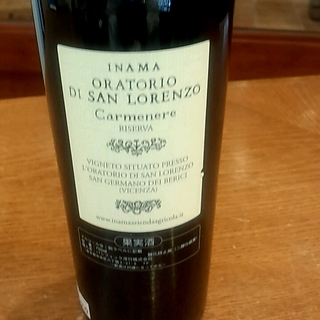 INAMA
ORATORIO
DI SAN LORENZO
Carmenere
RISERVA
VIGNETO SITUATO PRESSO
L'ORATORIO DI SAN LORENZO
SAN GERMANO DEI BERICI
(VICENZA)
www.inamaaziendaagricola.it
果実酒